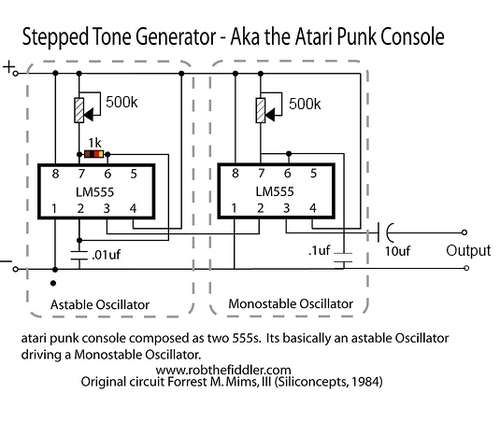 Stepped Tone Generator - Aka the Atari Punk Console
+
500k
500k
1k
8 7 6 5
LM555
1 2 3 4
8 7 6 5
LM555
1 2 3 4
.01uf
.1uf
10uf
Output
–
Astable Oscillator
Monostable Oscillator
atari punk console composed as two 555s. Its basically an astable Oscillator
driving a Monostable Oscillator.
www.robthefiddler.com
Original circuit Forrest M. Mims, III (Siliconcepts, 1984)